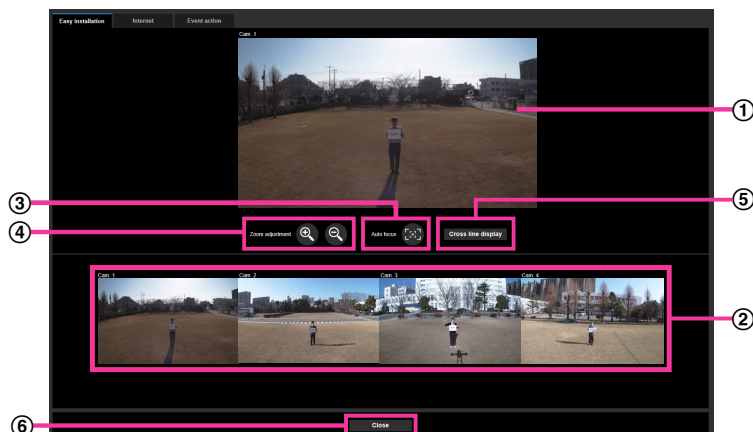 Easy installation Internet Event action
Cam. 1
①
③
⑤
④
Zoom adjustment
Auto focus
Cross line display
Cam. 1 Cam. 2 Cam. 3 Cam. 4
②
⑥
Close